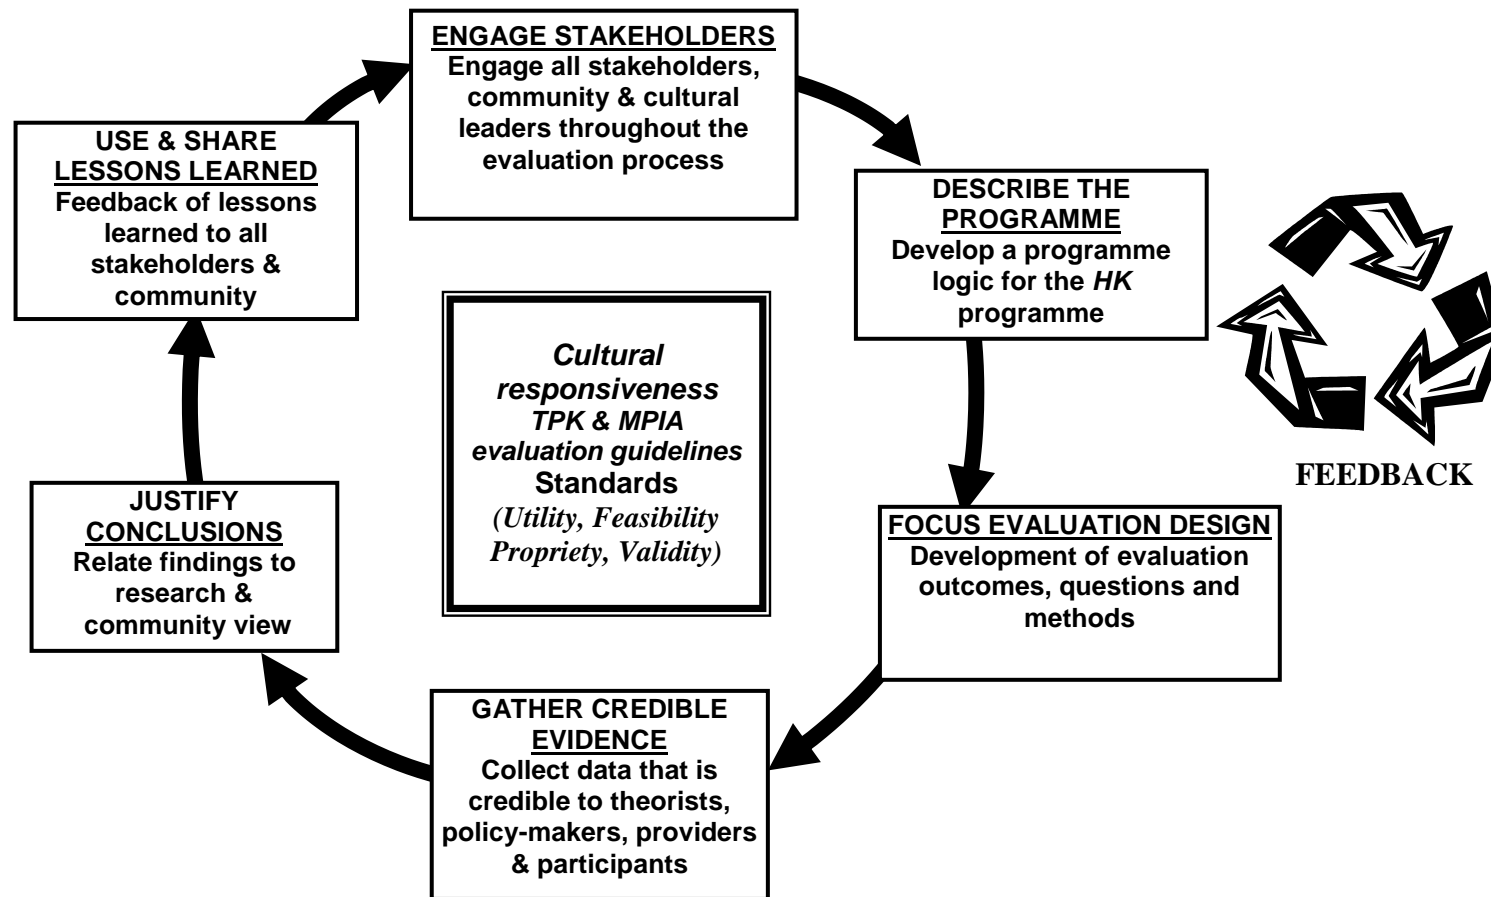 ENGAGE STAKEHOLDERS
Engage all stakeholders,
community & cultural
leaders throughout the
evaluation process
DESCRIBE THE
PROGRAMME
Develop a programme
logic for the HK
programme
FEEDBACK
FOCUS EVALUATION DESIGN
Development of evaluation
outcomes, questions and
methods
GATHER CREDIBLE
EVIDENCE
Collect data that is
credible to theorists,
policy-makers, providers
& participants
JUSTIFY
CONCLUSIONS
Relate findings to
research &
community view
USE & SHARE
LESSONS LEARNED
Feedback of lessons
learned to all
stakeholders &
community
Cultural
responsiveness
TPK & MPIA
evaluation guidelines
Standards
(Utility, Feasibility
Propriety, Validity)